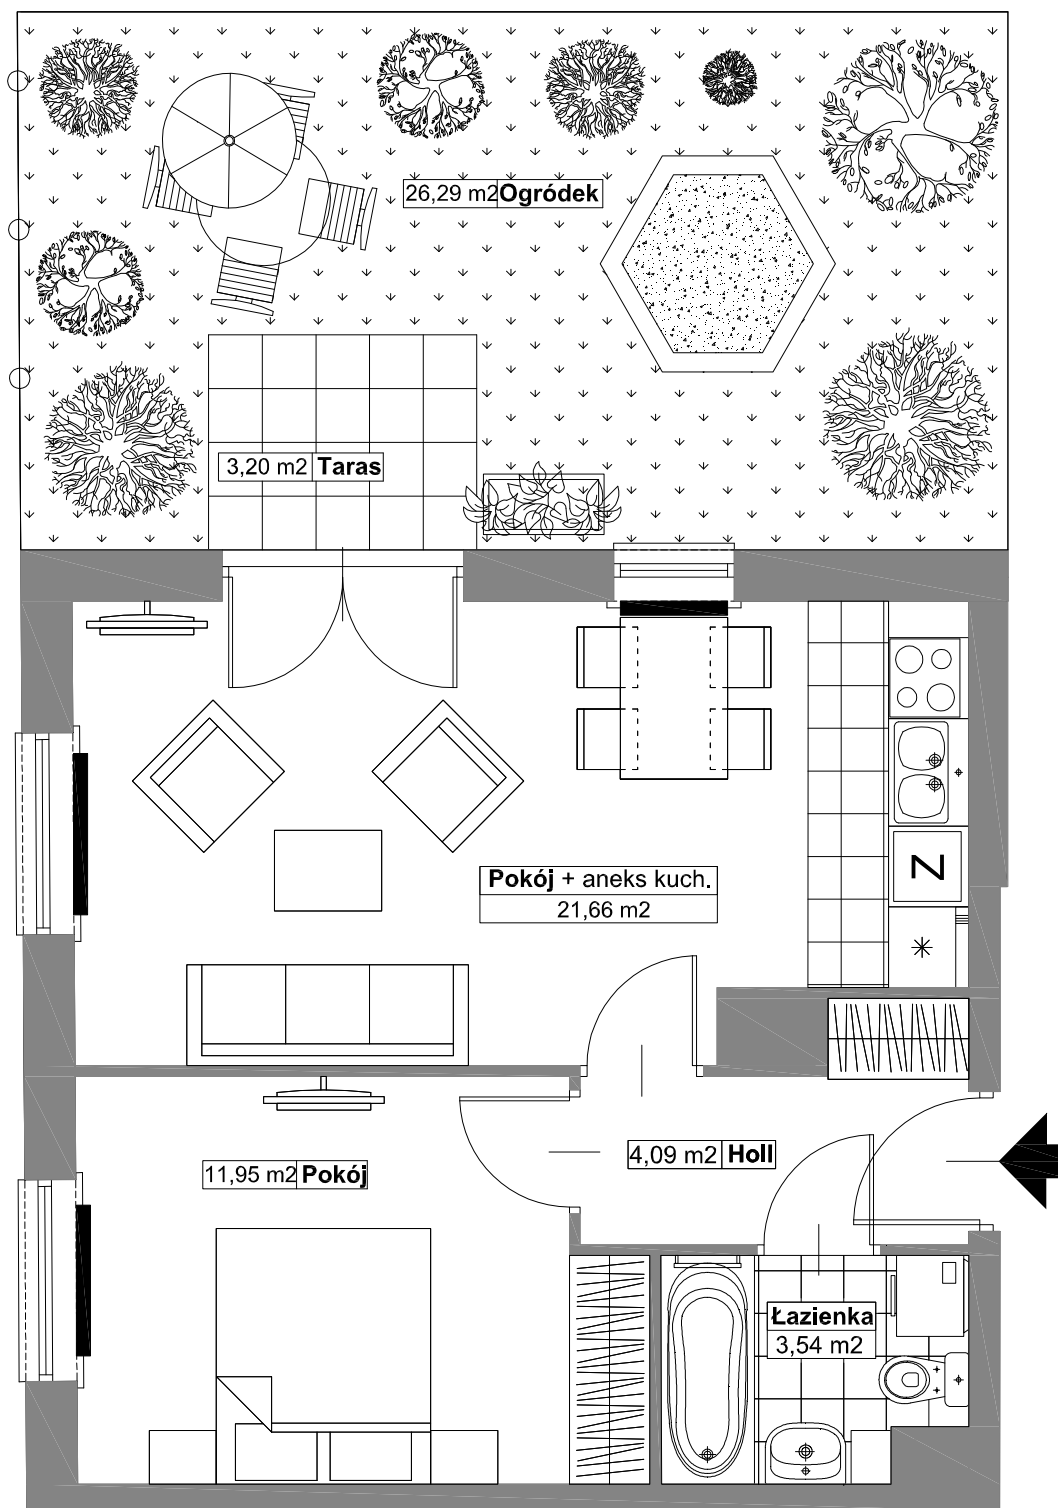 26,29 m2 Ogródek
3,20 m2 Taras
Pokój + aneks kuch.
21,66 m2
Z
4,09 m2 Holl
11,95 m2 Pokój
Łazienka
3,54 m2